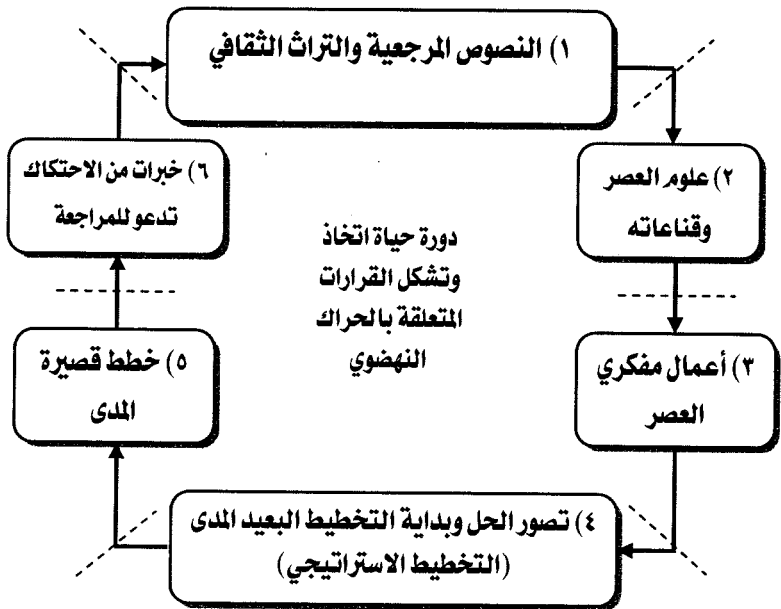 ١) النصوص المرجعية والتراث الثقافي
٢) علوم العصر
وقناعاته
٣) أعمال مفكري
العصر
٤) تصور الحل وبداية التخطيط البعيد المدى
(التخطيط الاستراتيجي)
٥) خطط قصيرة
المدى
٦) خبرات من الاحتكاك
تدعو للمراجعة
دورة حياة اتخاذ
وتشكل القرارات
المتعلقة بالحراك
النهضوي